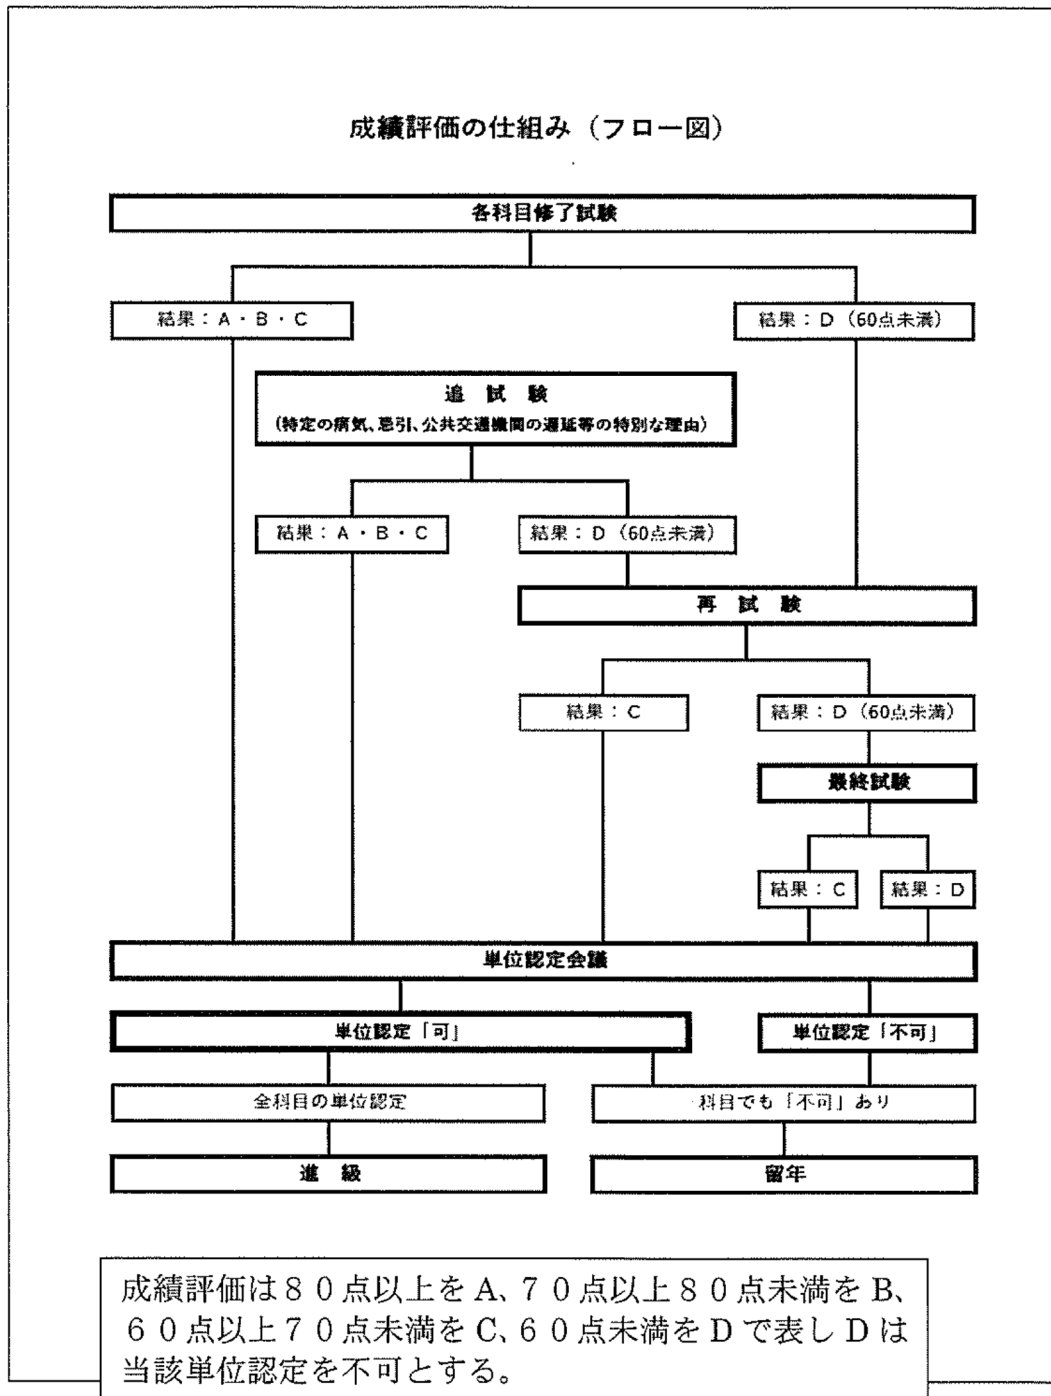 成績評価の仕組み（フロー図）
各科目修了試験
結果：A・B・C
結果：D（60点未満）
追　試　験
（特定の病気、忌引、公共交通機関の遅延等の特別な理由）
結果：A・B・C
結果：D（60点未満）
再　試　験
結果：C
結果：D（60点未満）
最終試験
結果：C
結果：D
単位認定会議
単位認定「可」
単位認定「不可」
全科目の単位認定
科目でも「不可」あり
進　級
留年
成績評価は８０点以上をA、７０点以上８０点未満をB、
６０点以上７０点未満をC、６０点未満をDで表しDは
当該単位認定を不可とする。